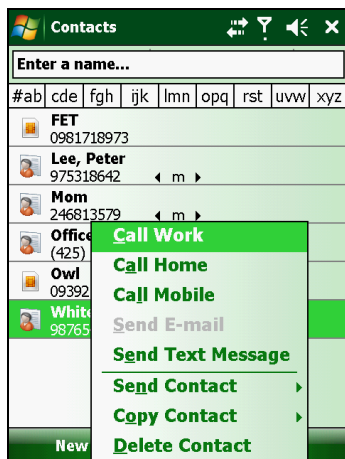 Contacts
Enter a name...
#ab cde fgh ijk lmn opq rst uvw xyz
FET
0981718973
Lee, Peter
975318642 m
Mom
246813579 m
Office
(425)
Owl
09392
White
98765
Call Work
Call Home
Call Mobile
Send E-mail
Send Text Message
Send Contact
Copy Contact
Delete Contact
New